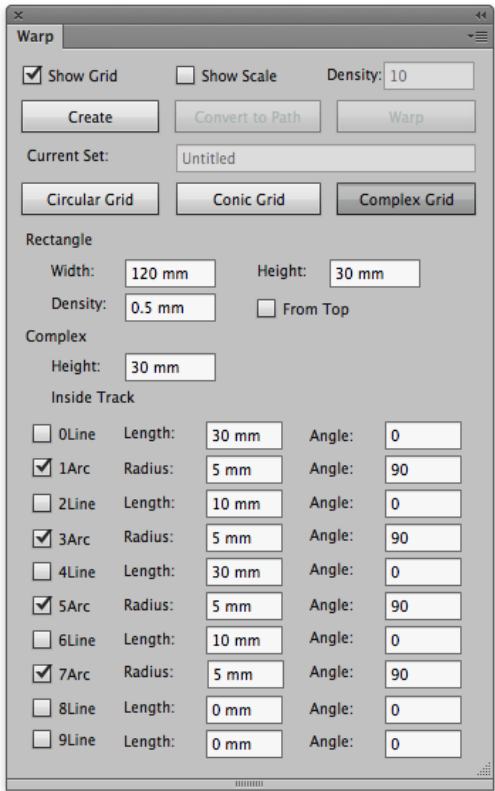 Warp
Show Grid Show Scale Density: 10
Create Convert to Path Warp
Current Set: Untitled
Circular Grid Conic Grid Complex Grid
Rectangle
Width: 120 mm Height: 30 mm
Density: 0.5 mm From Top
Complex
Height: 30 mm
Inside Track
0Line Length: 30 mm Angle: 0
1Arc Radius: 5 mm Angle: 90
2Line Length: 10 mm Angle: 0
3Arc Radius: 5 mm Angle: 90
4Line Length: 30 mm Angle: 0
5Arc Radius: 5 mm Angle: 90
6Line Length: 10 mm Angle: 0
7Arc Radius: 5 mm Angle: 90
8Line Length: 0 mm Angle: 0
9Line Length: 0 mm Angle: 0